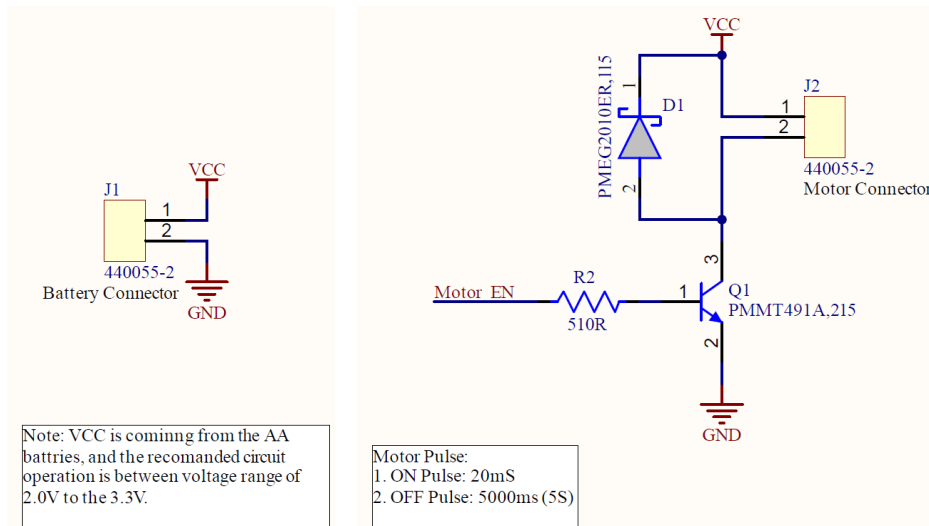 VCC
J1
1
2
440055-2
Battery Connector
GND
Note: VCC is cominng from the AA
battries, and the recomanded circuit
operation is between voltage range of
2.0V to the 3.3V.
VCC
PMEG2010ER,115
1
D1
2
J2
1
2
440055-2
Motor Connector
Motor_EN
R2
510R
3
1
Q1
PMMT491A,215
2
GND
Motor Pulse:
1. ON Pulse: 20mS
2. OFF Pulse: 5000ms (5S)